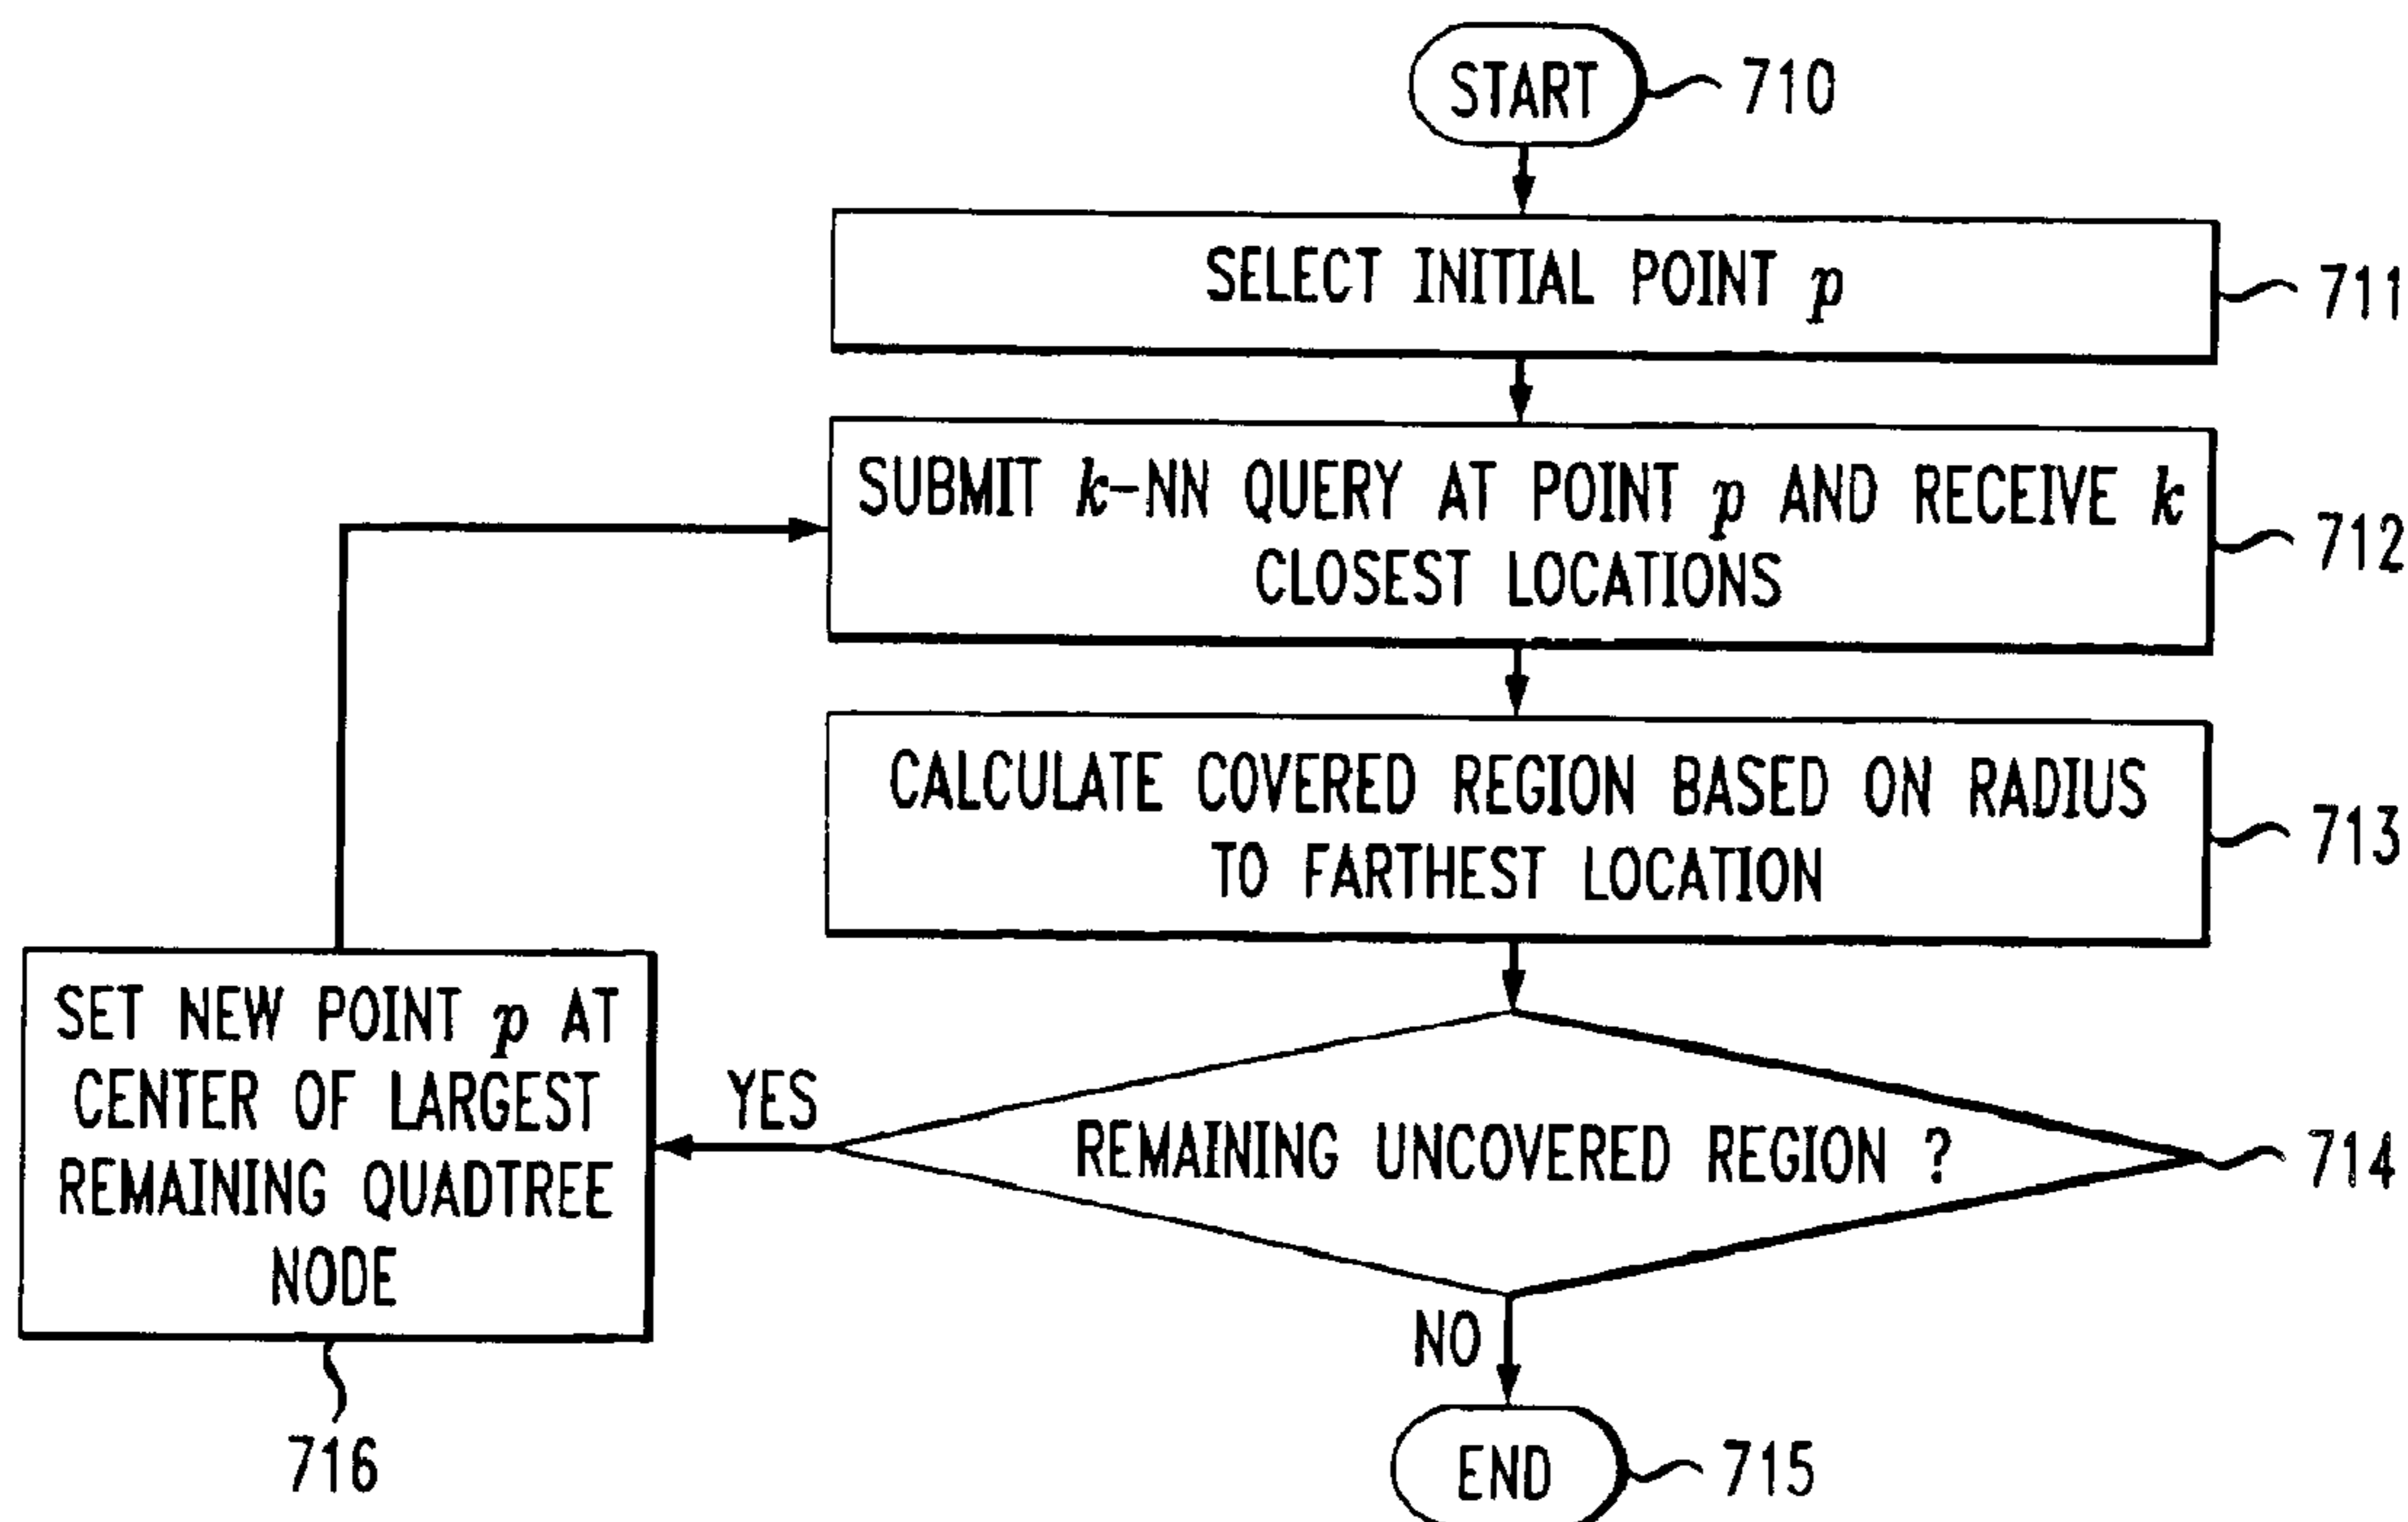 START
710
SELECT INITIAL POINT p
711
SUBMIT k-NN QUERY AT POINT p AND RECEIVE k
CLOSEST LOCATIONS
712
CALCULATE COVERED REGION BASED ON RADIUS
TO FARTHEST LOCATION
713
SET NEW POINT p AT
CENTER OF LARGEST
REMAINING QUADTREE
NODE
716
YES
REMAINING UNCOVERED REGION ?
714
NO
END
715